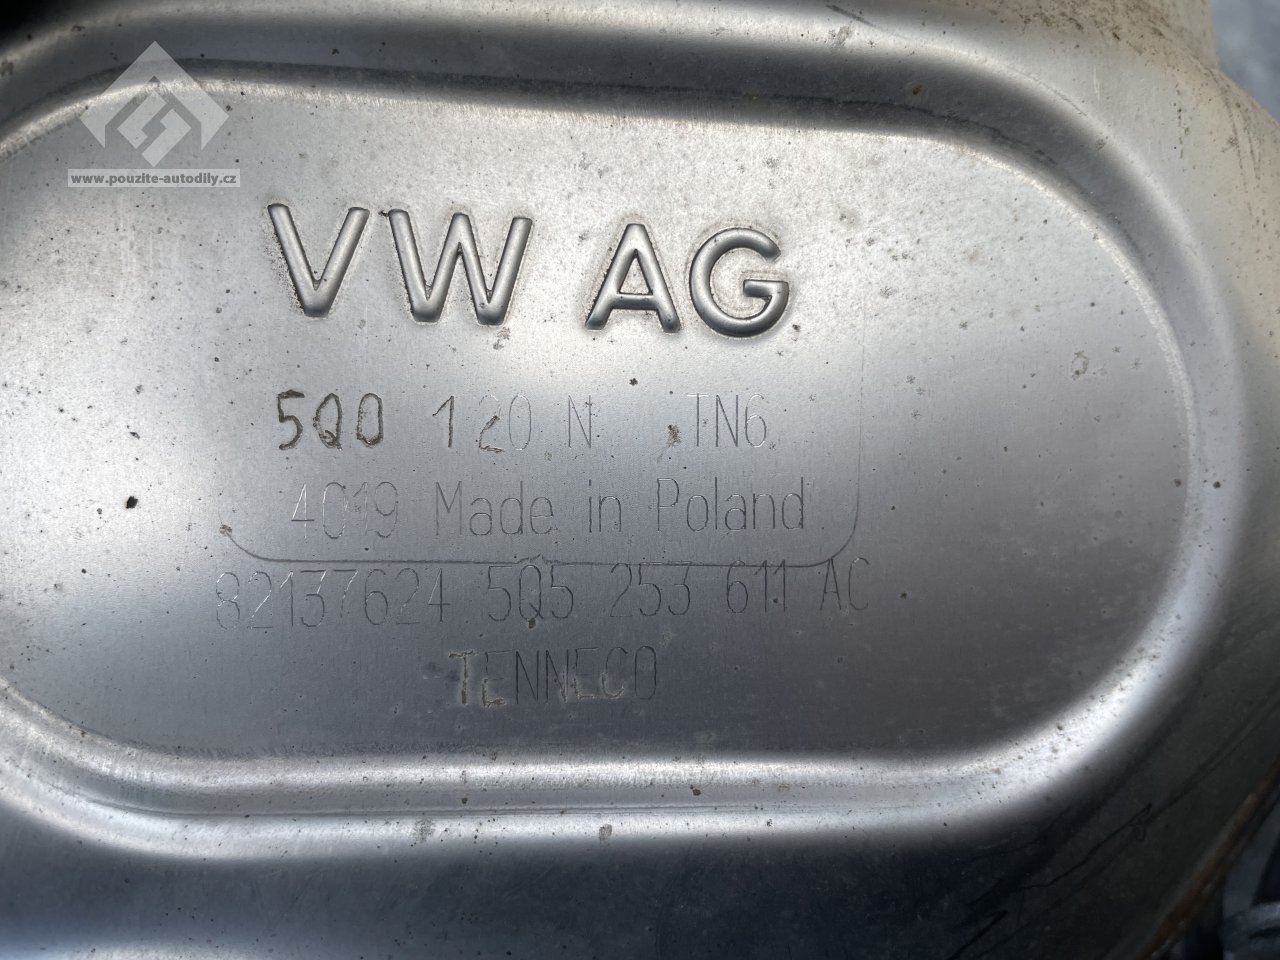 www.pouzite-autodily.cz
VW AG
5Q0 120 N TN6
4019 Made in Poland
82137624 5Q5 253 611 AC
TENNECO